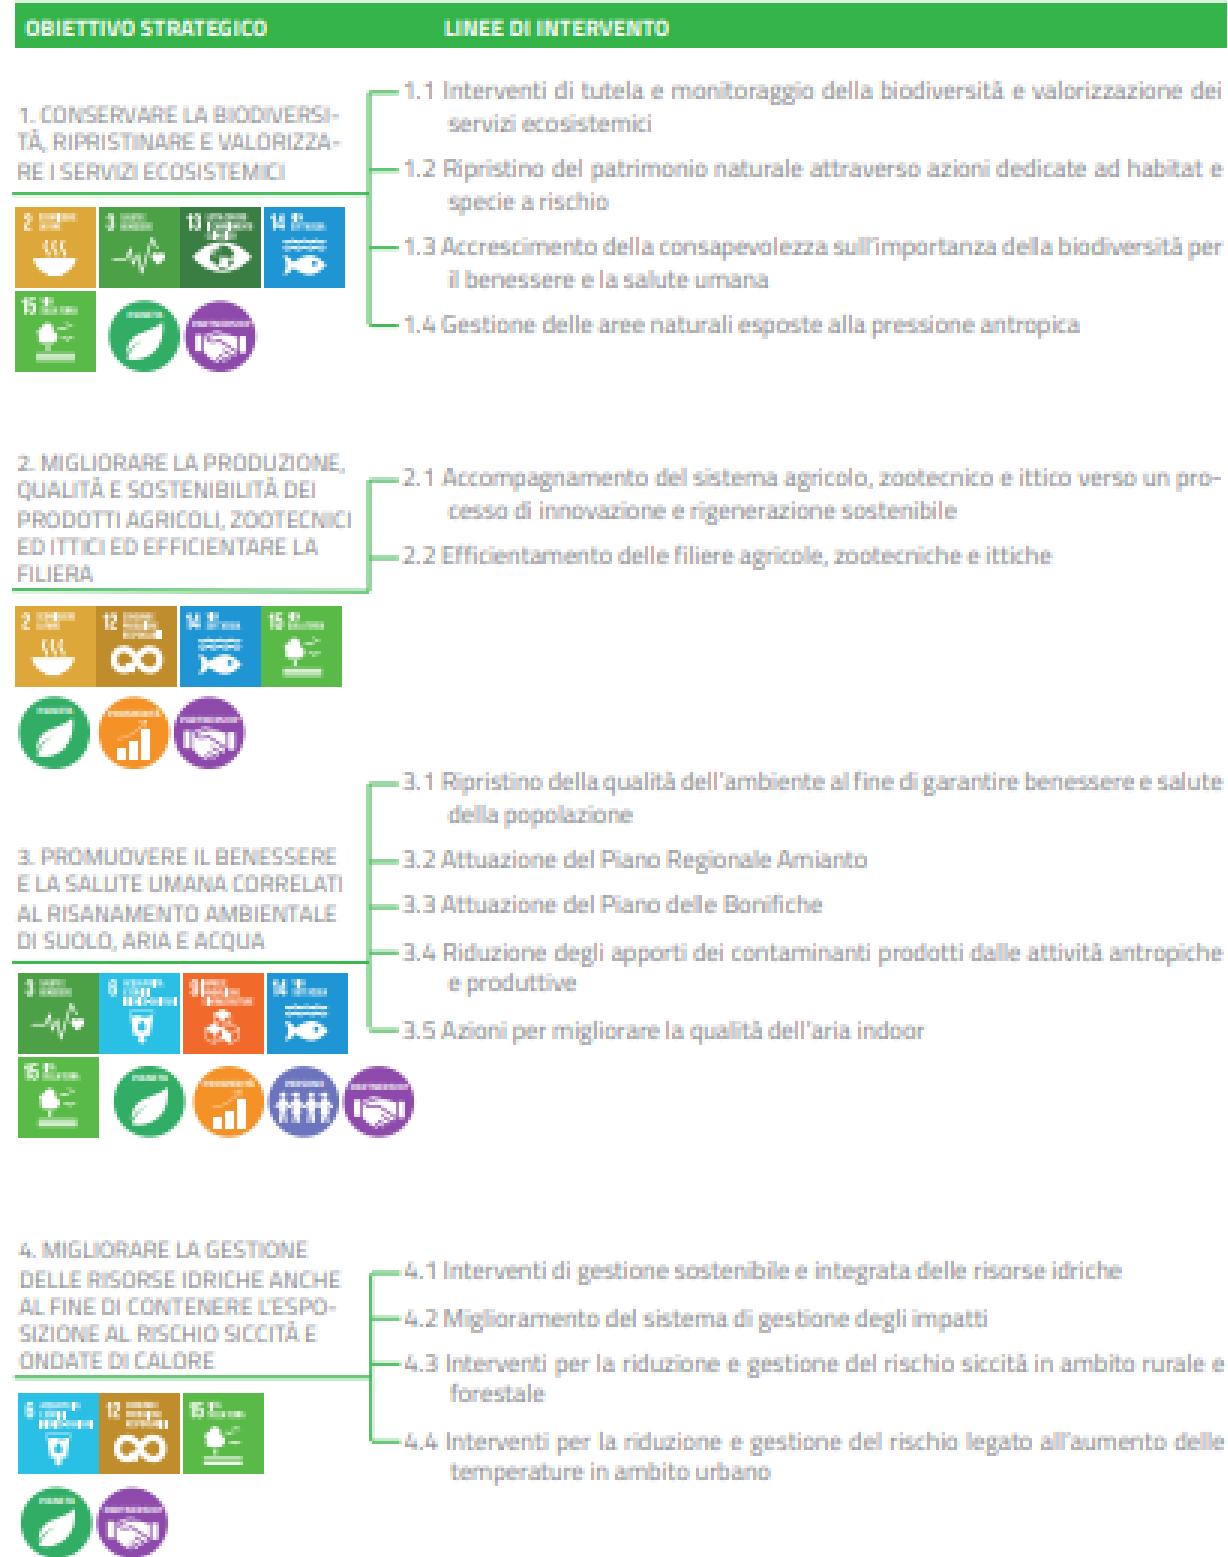 OBIETTIVO STRATEGICO
LINEE DI INTERVENTO
1. CONSERVARE LA BIODIVERSI-
TÀ, RIPRISTINARE E VALORIZZA-
RE I SERVIZI ECOSISTEMICI
2
3
13
14
15
1.1 Interventi di tutela e monitoraggio della biodiversità e valorizzazione dei
servizi ecosistemici
1.2 Ripristino del patrimonio naturale attraverso azioni dedicate ad habitat e
specie a rischio
1.3 Accrescimento della consapevolezza sull'importanza della biodiversità per
il benessere e la salute umana
1.4 Gestione delle aree naturali esposte alla pressione antropica
2. MIGLIORARE LA PRODUZIONE,
QUALITÀ E SOSTENIBILITÀ DEI
PRODOTTI AGRICOLI, ZOOTECNICI
ED ITTICI ED EFFICIENTARE LA
FILIERA
2
12
14
15
2.1 Accompagnamento del sistema agricolo, zootecnico e ittico verso un pro-
cesso di innovazione e rigenerazione sostenibile
2.2 Efficientamento delle filiere agricole, zootecniche e ittiche
3. PROMUOVERE IL BENESSERE
E LA SALUTE UMANA CORRELATI
AL RISANAMENTO AMBIENTALE
DI SUOLO, ARIA E ACQUA
3
6
9
14
15
3.1 Ripristino della qualità dell'ambiente al fine di garantire benessere e salute
della popolazione
3.2 Attuazione del Piano Regionale Amianto
3.3 Attuazione del Piano delle Bonifiche
3.4 Riduzione degli apporti dei contaminanti prodotti dalle attività antropiche
e produttive
3.5 Azioni per migliorare la qualità dell'aria indoor
4. MIGLIORARE LA GESTIONE
DELLE RISORSE IDRICHE ANCHE
AL FINE DI CONTENERE L'ESPO-
SIZIONE AL RISCHIO SICCITÀ E
ONDATE DI CALORE
6
12
15
4.1 Interventi di gestione sostenibile e integrata delle risorse idriche
4.2 Miglioramento del sistema di gestione degli impatti
4.3 Interventi per la riduzione e gestione del rischio siccità in ambito rurale e
forestale
4.4 Interventi per la riduzione e gestione del rischio legato all'aumento delle
temperature in ambito urbano